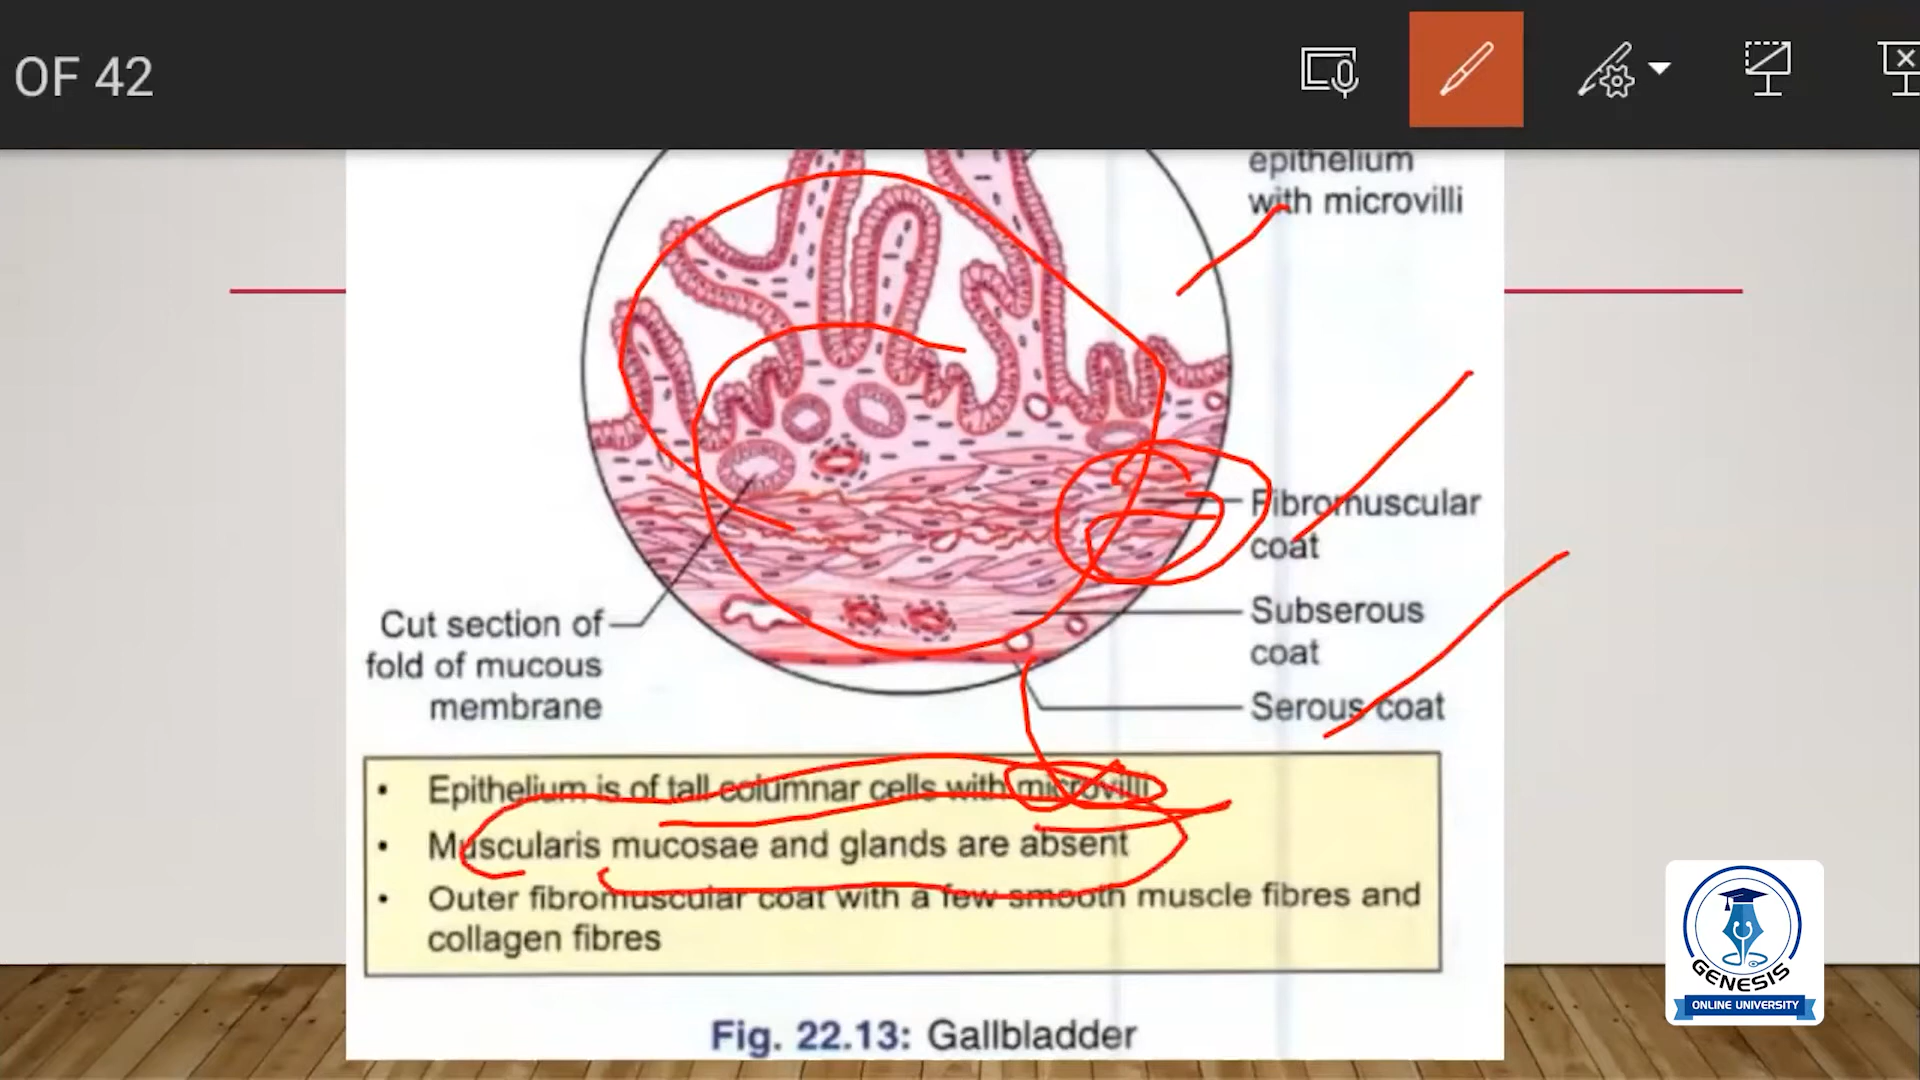 OF 42
epithelium
with microvilli
Fibromuscular
coat
Subserous
coat
Serous coat
Cut section of
fold of mucous
membrane
• Epithelium is of tall columnar cells with microvilli
• Muscularis mucosae and glands are absent
• Outer fibromuscular coat with a few smooth muscle fibres and
collagen fibres
Fig. 22.13: Gallbladder
GENESIS
ONLINE UNIVERSITY